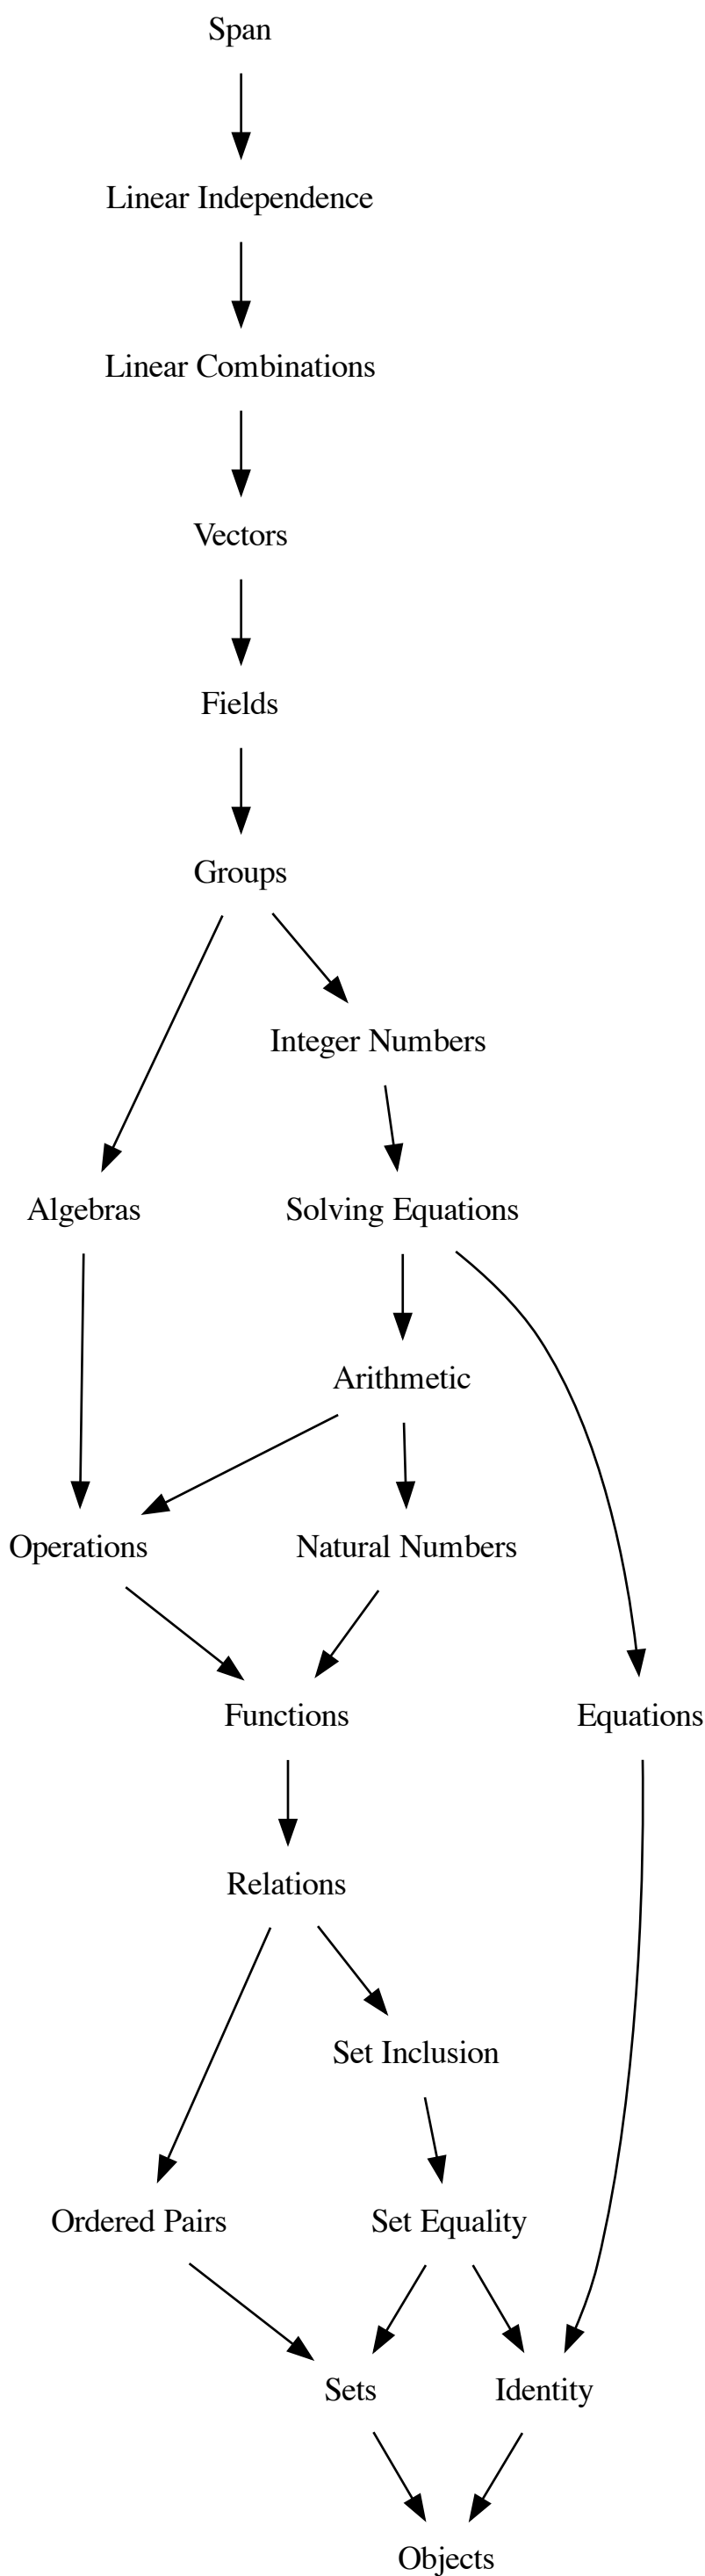 Span
Linear Independence
Linear Combinations
Vectors
Fields
Groups
Integer Numbers
Algebras
Solving Equations
Arithmetic
Operations
Natural Numbers
Functions
Equations
Relations
Set Inclusion
Ordered Pairs
Set Equality
Sets
Identity
Objects